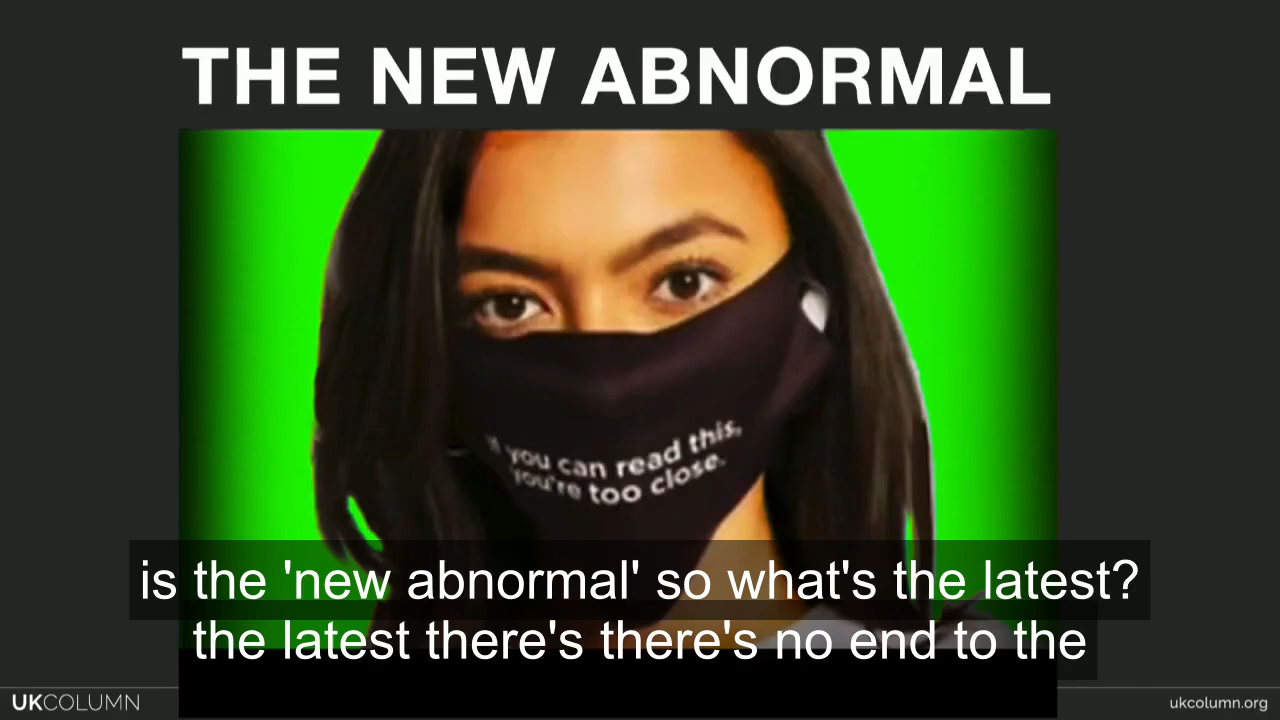 THE NEW ABNORMAL
If you can read this,
you're too close.
is the 'new abnormal' so what's the latest?
the latest there's there's no end to the
UKCOLUMN
ukcolumn.org